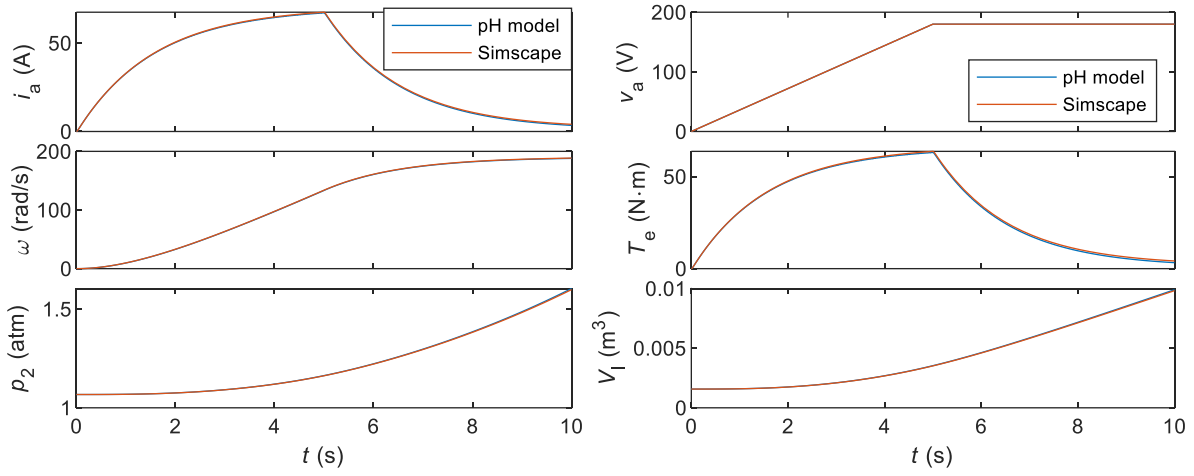 50
0
i_a (A)
pH model
Simscape
200
100
0
v_a (V)
pH model
Simscape
200
100
0
ω (rad/s)
50
0
T_e (N·m)
1.5
1
p_2 (atm)
0 2 4 6 8 10
t (s)
0.01
0.005
0
V_l (m³)
0 2 4 6 8 10
t (s)